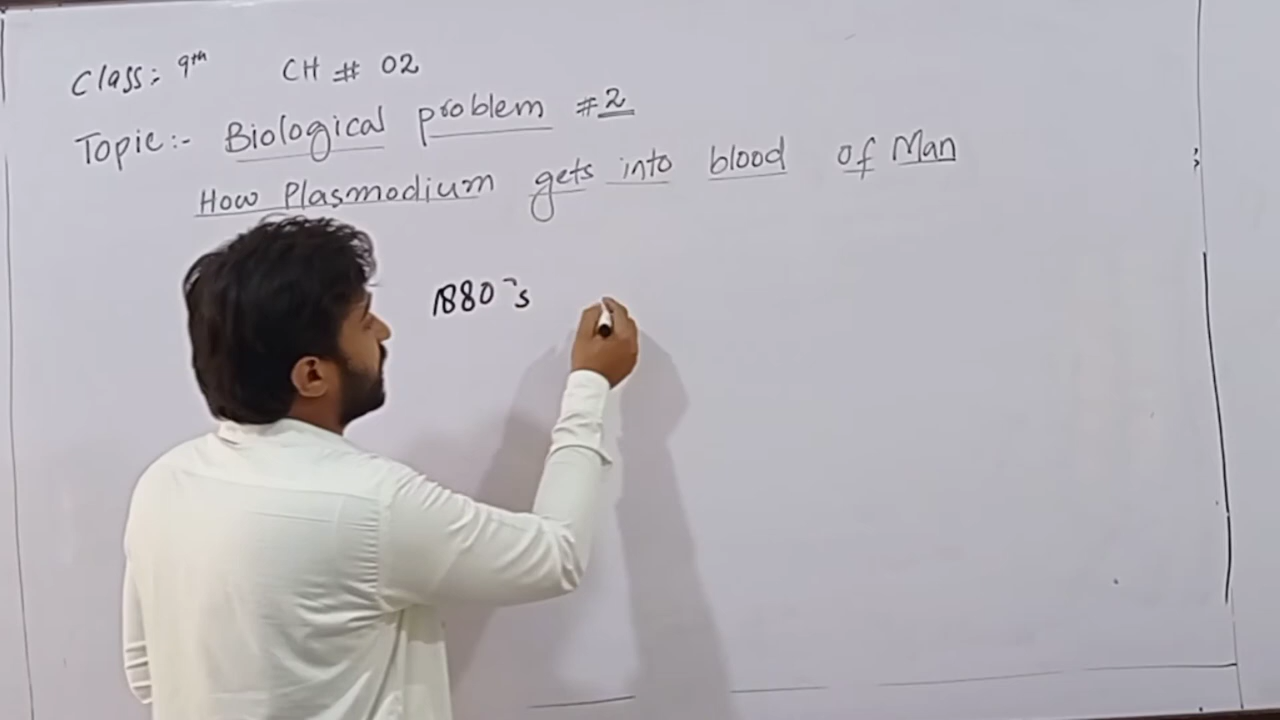 Class: 9th CH # 02
Topic:- Biological problem #2
How Plasmodium gets into blood of Man
1880's